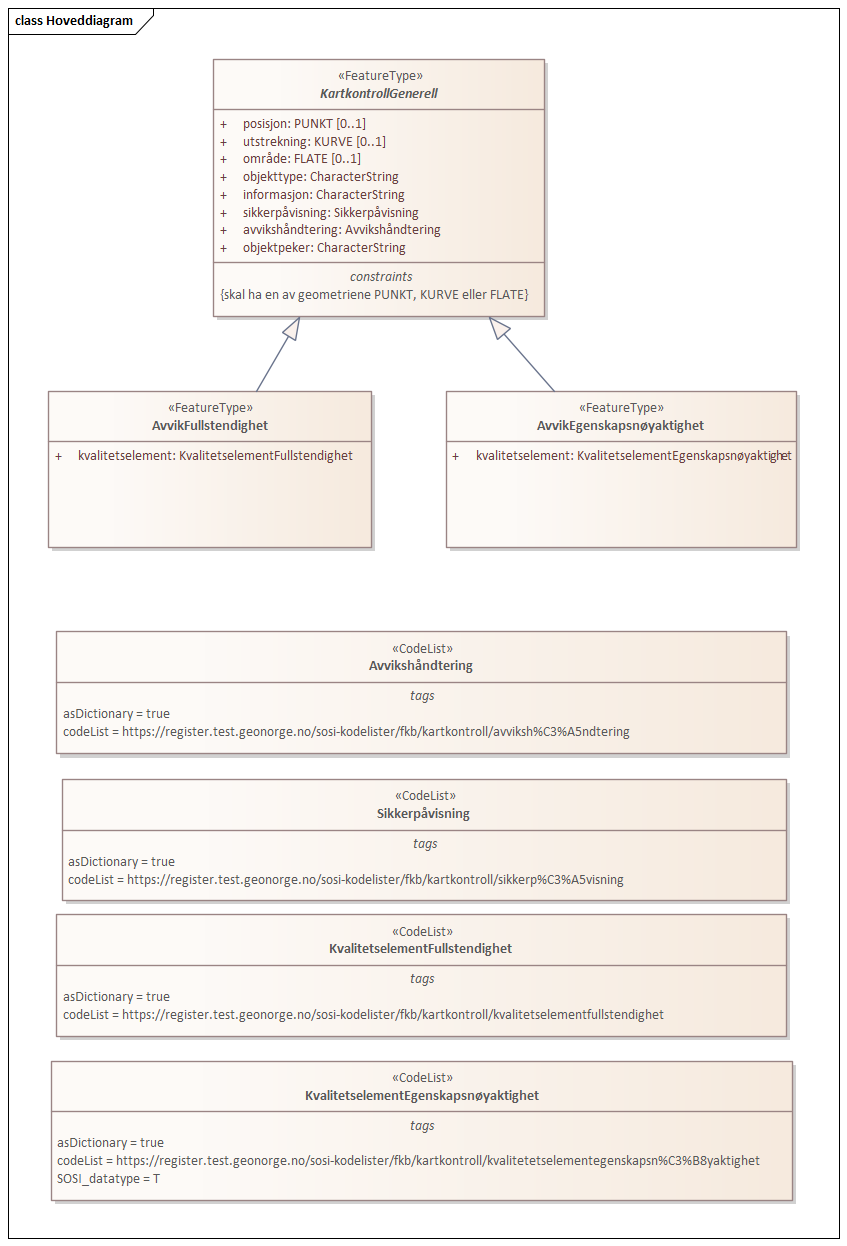 class Hoveddiagram
«FeatureType»
KartkontrollGenerell
+ posisjon: PUNKT [0..1]
+ utstrekning: KURVE [0..1]
+ område: FLATE [0..1]
+ objekttype: CharacterString
+ informasjon: CharacterString
+ sikkerpåvisning: Sikkerpåvisning
+ avvikshåndtering: Avvikshåndtering
+ objektpeker: CharacterString
constraints
{skal ha en av geometriene PUNKT, KURVE eller FLATE}
«FeatureType»
AvvikFullstendighet
+ kvalitetselement: KvalitetselementFullstendighet
«FeatureType»
AvvikEgenskapsnøyaktighet
+ kvalitetselement: KvalitetselementEgenskapsnøyaktighet
«CodeList»
Avvikshåndtering
tags
asDictionary = true
codeList = https://register.test.geonorge.no/sosi-kodelister/fkb/kartkontroll/avviksh%C3%A5ndtering
«CodeList»
Sikkerpåvisning
tags
asDictionary = true
codeList = https://register.test.geonorge.no/sosi-kodelister/fkb/kartkontroll/sikkerp%C3%A5visning
«CodeList»
KvalitetselementFullstendighet
tags
asDictionary = true
codeList = https://register.test.geonorge.no/sosi-kodelister/fkb/kartkontroll/kvalitetselementfullstendighet
«CodeList»
KvalitetselementEgenskapsnøyaktighet
tags
asDictionary = true
codeList = https://register.test.geonorge.no/sosi-kodelister/fkb/kartkontroll/kvalitetetselementegenskapsn%C3%B8yaktighet
SOSI_datatype = T